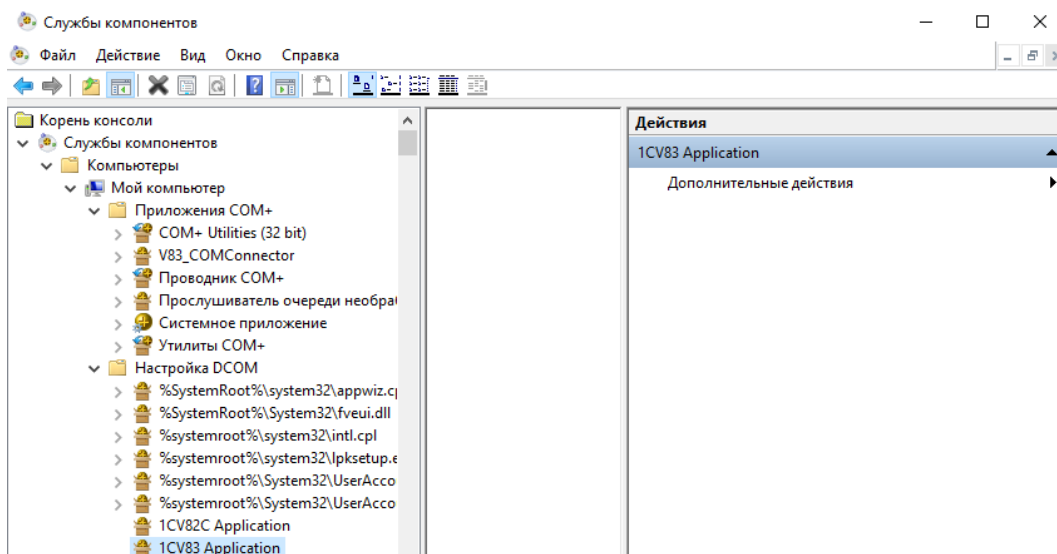 Службы компонентов
Файл Действие Вид Окно Справка
Корень консоли
Службы компонентов
Компьютеры
Мой компьютер
Приложения COM+
COM+ Utilities (32 bit)
V83_COMConnector
Проводник COM+
Прослушиватель очереди необра
Системное приложение
Утилиты COM+
Настройка DCOM
%SystemRoot%\system32\appwiz.cp
%SystemRoot%\System32\fveui.dll
%systemroot%\system32\intl.cpl
%systemroot%\system32\lpksetup.e
%systemroot%\System32\UserAcco
%systemroot%\System32\UserAcco
1CV82C Application
1CV83 Application
Действия
1CV83 Application
Дополнительные действия